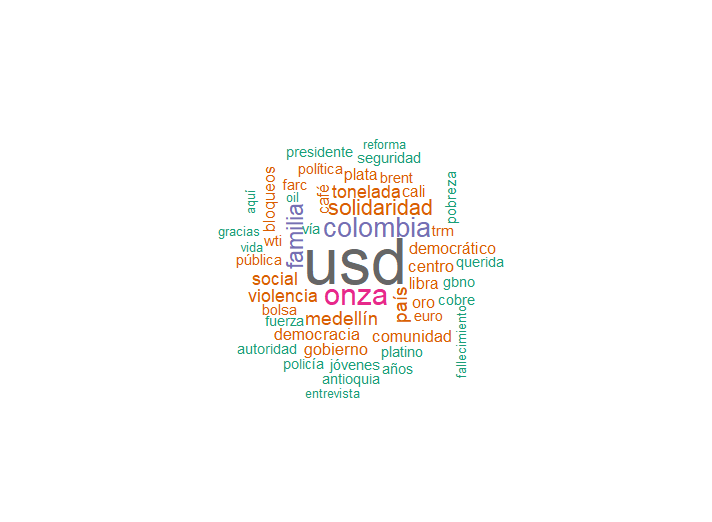 reforma
presidente
seguridad
política
plata
brent
bloqueos
farc
café
tonelada
cali
pobreza
aquí
oil
solidaridad
gracias
familia
vía
colombia
trm
vida
wti
democrático
pública
usd
centro
querida
social
libra
gbno
violencia
onza
país
oro
cobre
bolsa
fuerza
medellín
euro
fallecimiento
democracia
comunidad
autoridad
gobierno
platino
policía
jóvenes
años
antioquia
entrevista